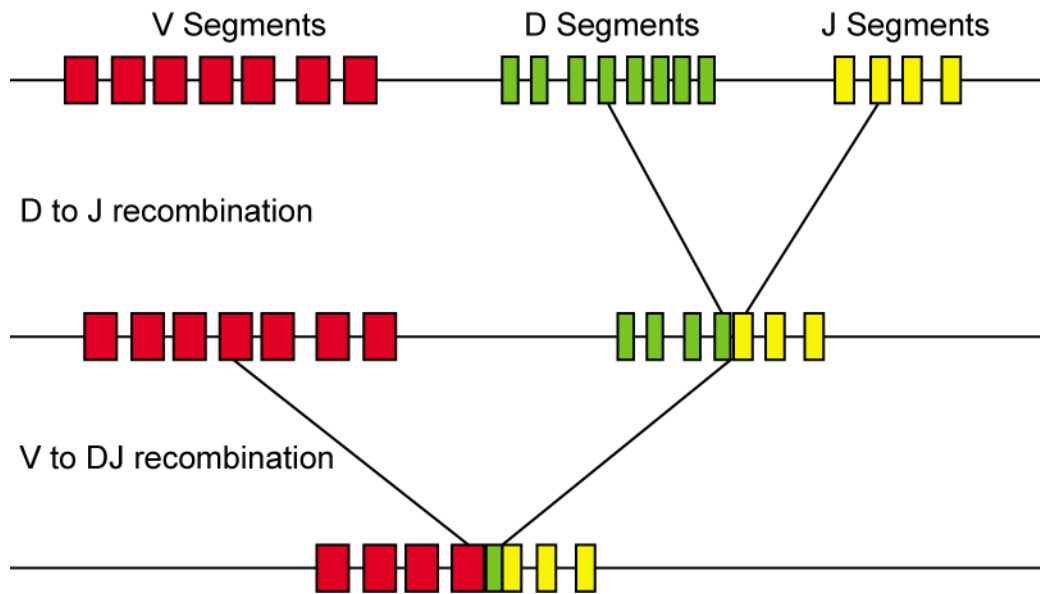 V Segments
D Segments
J Segments
D to J recombination
V to DJ recombination